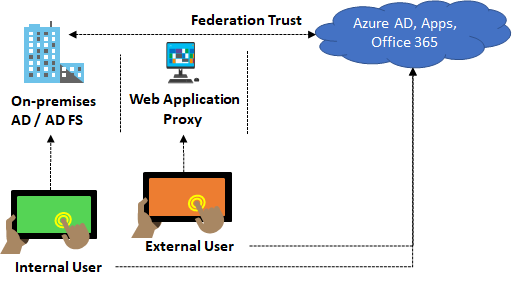 Federation Trust
Azure AD, Apps,
Office 365
On-premises
AD / AD FS
Web Application
Proxy
External User
Internal User